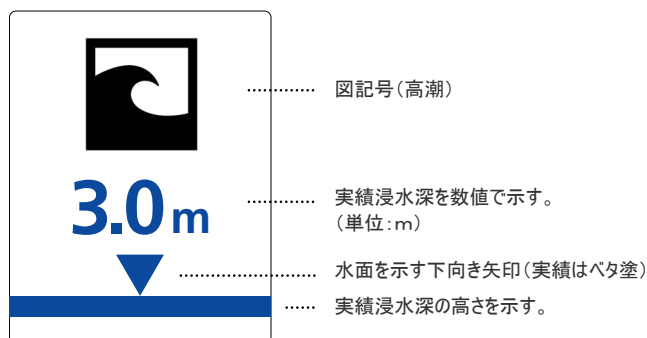 図記号（高潮）
3.0m
実績浸水深を数値で示す。
（単位：m）
水面を示す下向き矢印（実績はベタ塗）
実績浸水深の高さを示す。